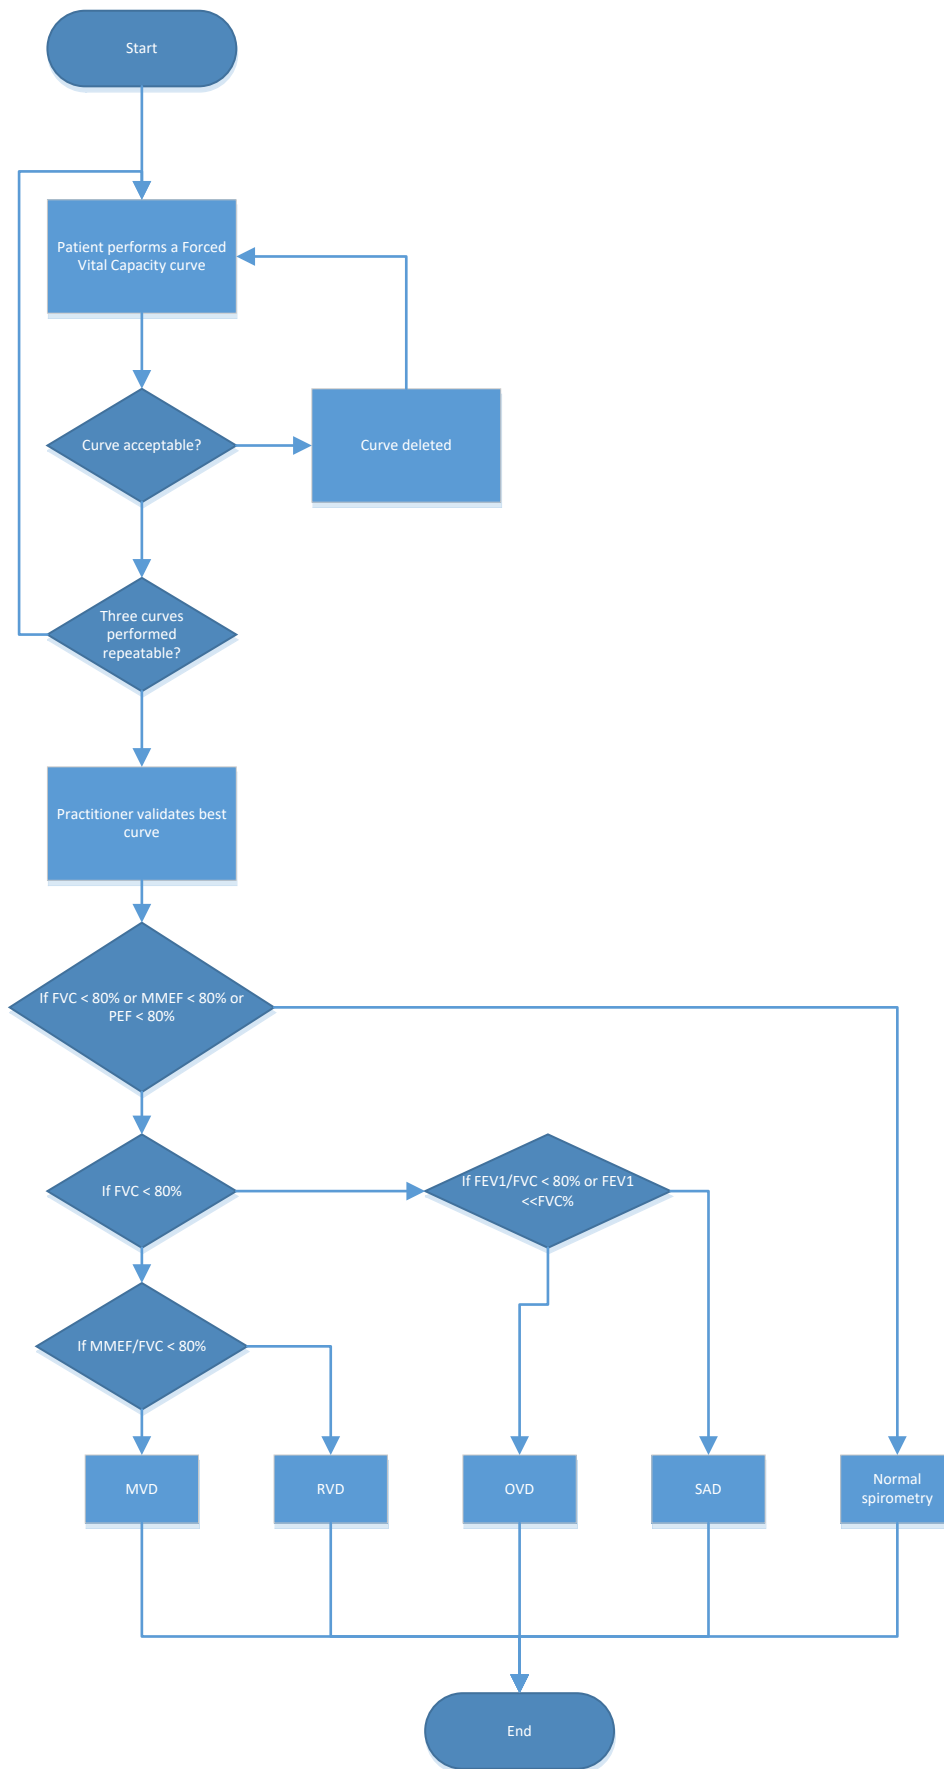 Start
Patient performs a Forced
Vital Capacity curve
Curve acceptable?
Curve deleted
Three curves
performed
repeatable?
Practitioner validates best
curve
If FVC < 80% or MMEF < 80% or
PEF < 80%
If FVC < 80%
If FEV1/FVC < 80% or FEV1
<<FVC%
If MMEF/FVC < 80%
MVD
RVD
OVD
SAD
Normal
spirometry
End